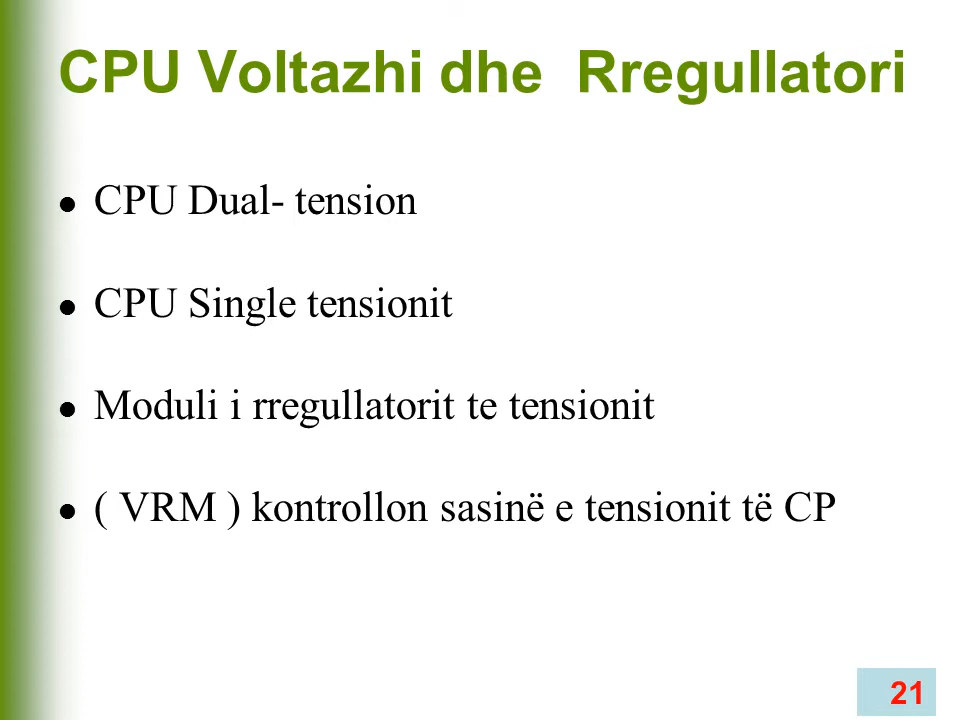 CPU Voltazhi dhe Rregullatori
● CPU Dual- tension
● CPU Single tensionit
● Moduli i rregullatorit te tensionit
● ( VRM ) kontrollon sasinë e tensionit të CP
21